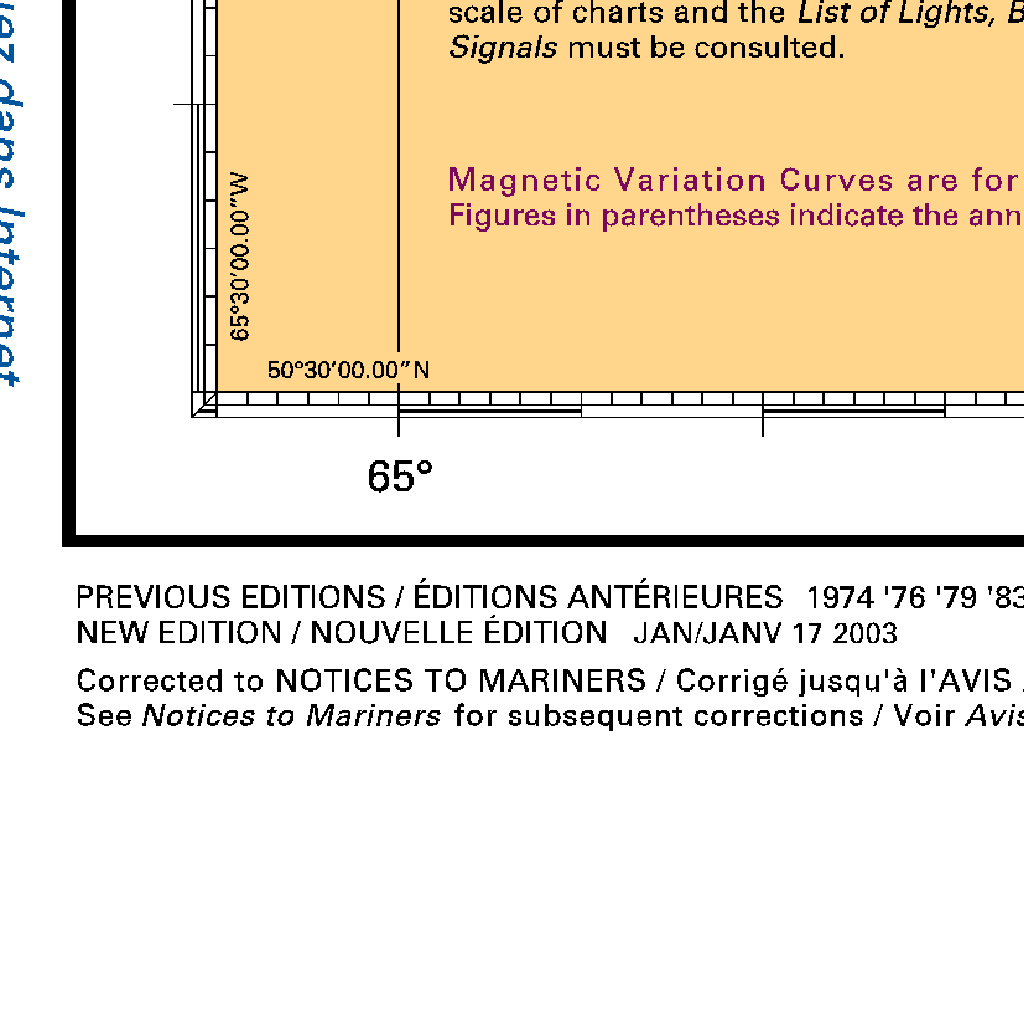 scale of charts and the List of Lights,
Signals must be consulted.
Magnetic Variation Curves are for
Figures in parentheses indicate the
65°30′00.00″W
50°30′00.00″N
65°
dans Internet
PREVIOUS EDITIONS / ÉDITIONS ANTÉRIEURES 1974 '76 '79 '83
NEW EDITION / NOUVELLE ÉDITION JAN/JANV 17 2003
Corrected to NOTICES TO MARINERS / Corrigé jusqu'à l'AVIS
See Notices to Mariners for subsequent corrections / Voir Avis